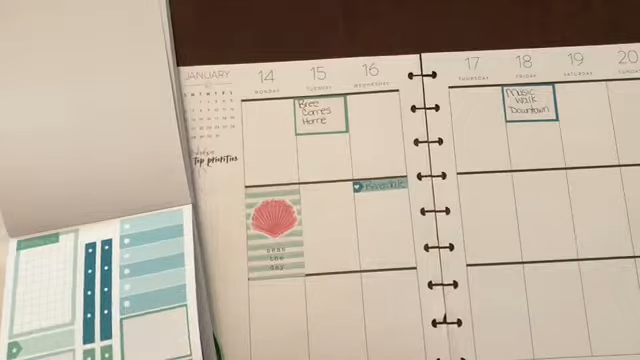 JANUARY
14
15
16
17
18
19
20
MONDAY
TUESDAY
WEDNESDAY
THURSDAY
FRIDAY
SATURDAY
Bree
Comes
Home
Music
Walk
Downtown
top priorities
seas
the
day